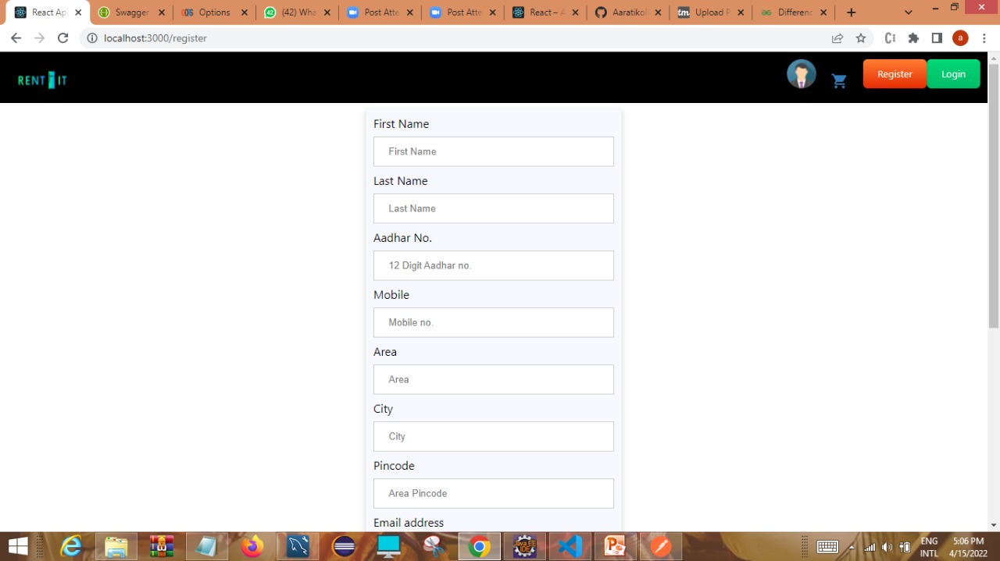 React Ap
Swagger
Options
(42) Wha
Post Atte
Post Atte
React – A
Aaratikol
Upload P
Differenc
localhost:3000/register
a
RENT IT
Register
Login
First Name
First Name
Last Name
Last Name
Aadhar No.
12 Digit Aadhar no.
Mobile
Mobile no.
Area
Area
City
City
Pincode
Area Pincode
Email address
ENG
INTL
5:06 PM
4/15/2022